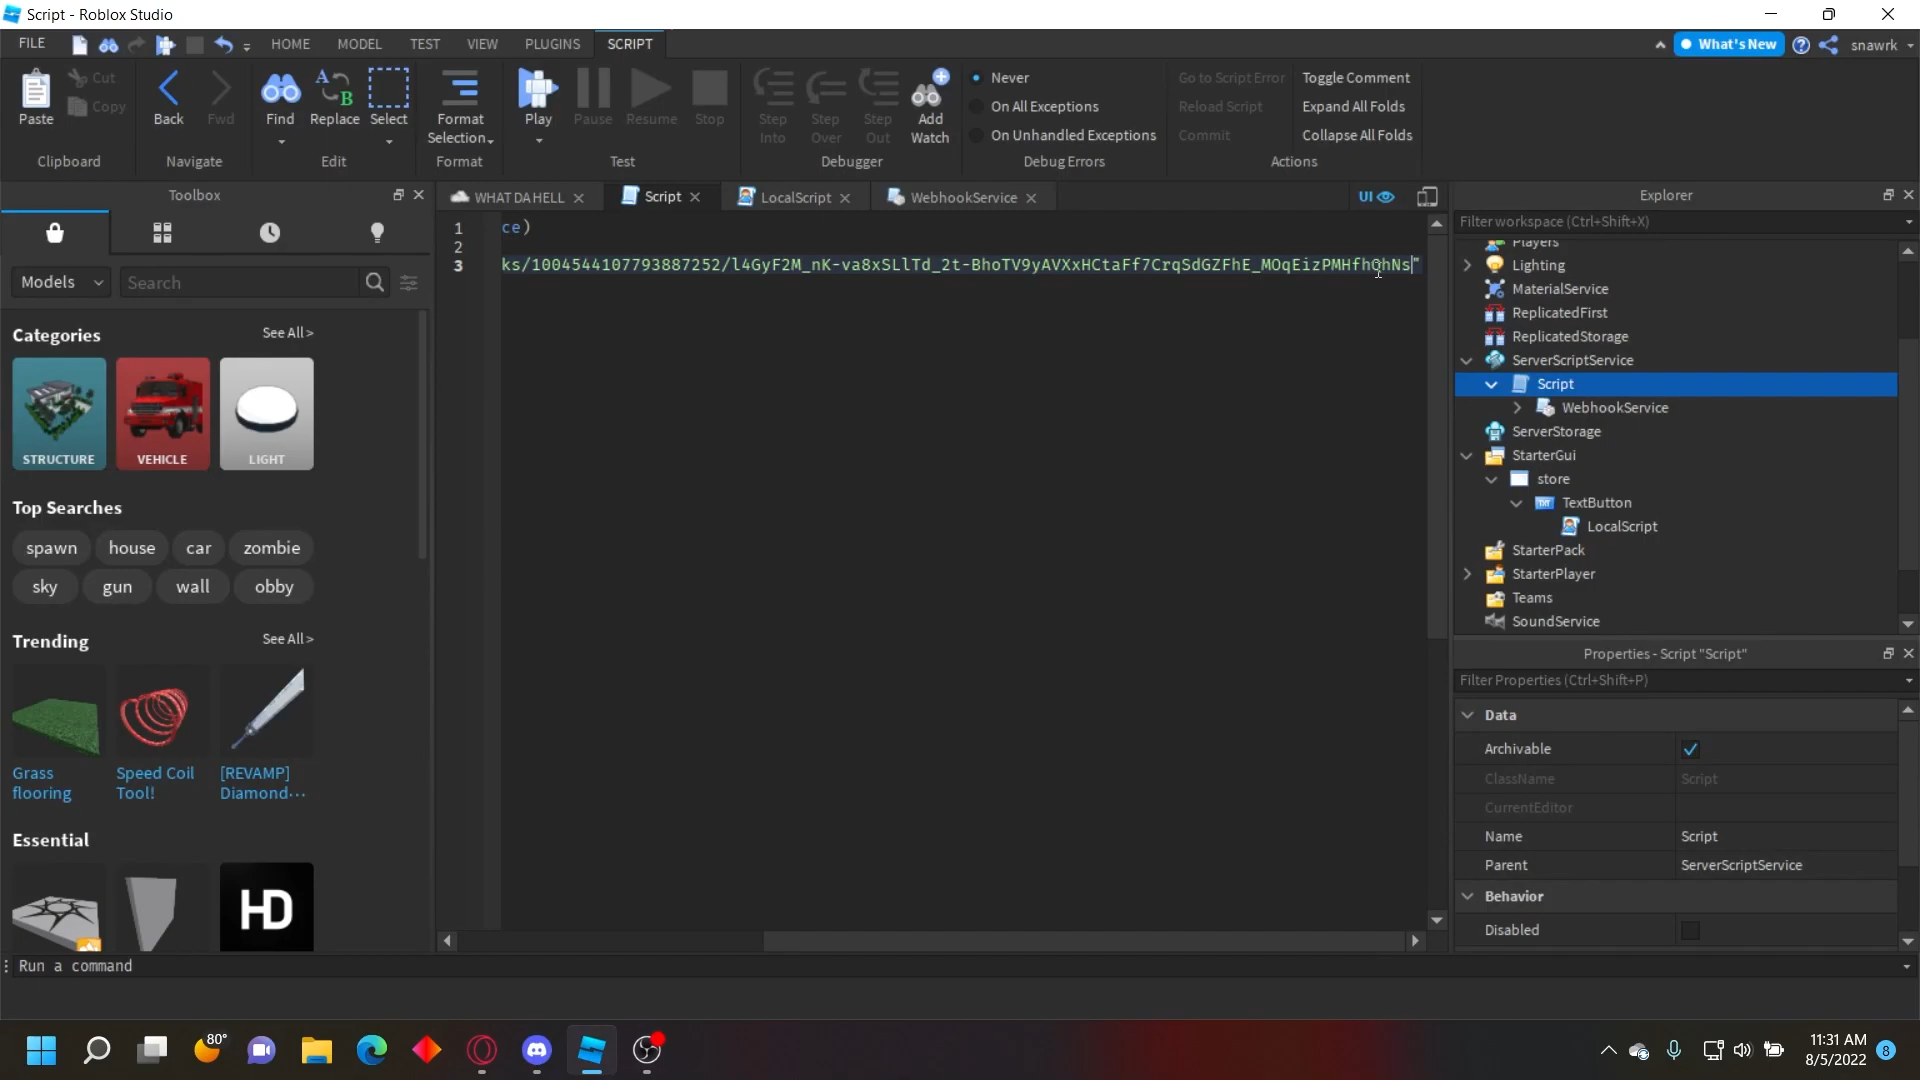 Script - Roblox Studio
FILE HOME MODEL TEST VIEW PLUGINS SCRIPT What's New snawrk
Paste Cut Copy Back Fwd Find Replace Select Format Selection Play Pause Resume Stop Step Into Step Over Step Out Add Watch
Never
On All Exceptions
On Unhandled Exceptions
Go to Script Error
Reload Script
Commit
Toggle Comment
Expand All Folds
Collapse All Folds
Clipboard Navigate Edit Format Test Debugger Debug Errors Actions
Toolbox
Models Search
Categories See All >
STRUCTURE VEHICLE LIGHT
Top Searches
spawn house car zombie
sky gun wall obby
Trending See All >
Grass flooring
Speed Coil Tool!
[REVAMP] Diamond...
Essential
HD
WHAT DA HELL Script LocalScript WebhookService UI
1 ce)
2
3 ks/1004544107793887252/l4GyF2M_nK-va8xSLlTd_2t-BhoTV9yAVXxHCtaFf7CrqSdGZFhE_MOqEizPMHfhOhNs"
Explorer
Filter workspace (Ctrl+Shift+X)
Players
Lighting
MaterialService
ReplicatedFirst
ReplicatedStorage
ServerScriptService
Script
WebhookService
ServerStorage
StarterGui
store
TextButton
LocalScript
StarterPack
StarterPlayer
Teams
SoundService
Properties - Script "Script"
Filter Properties (Ctrl+Shift+P)
Data
Archivable
ClassName Script
CurrentEditor
Name Script
Parent ServerScriptService
Behavior
Disabled
Run a command
80°
11:31 AM
8/5/2022
8